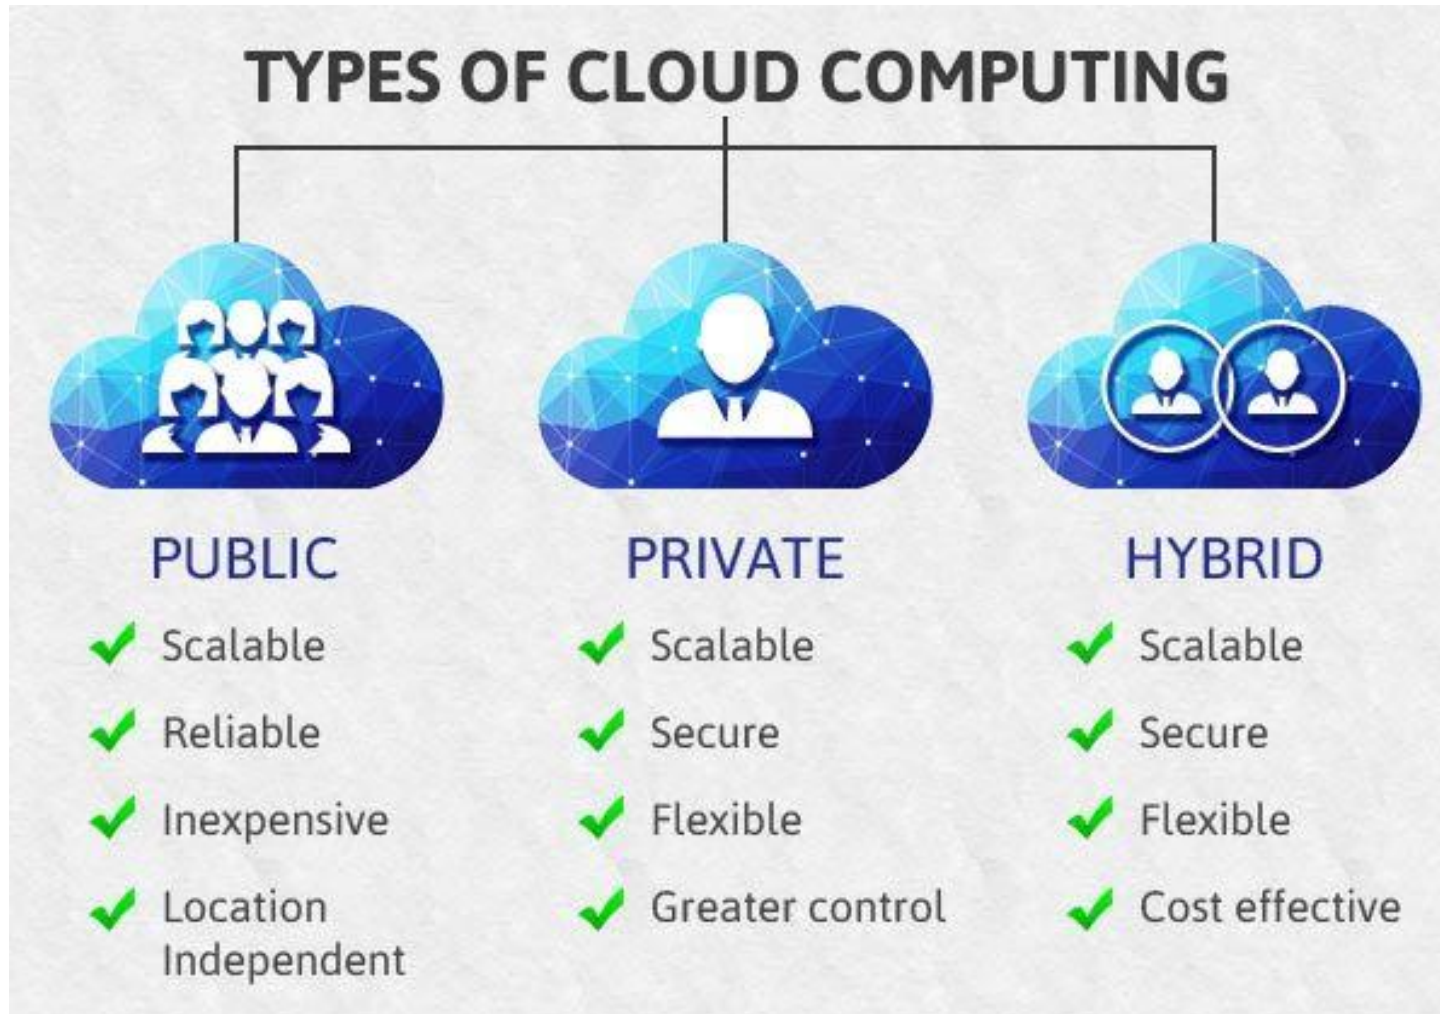 TYPES OF CLOUD COMPUTING
PUBLIC
Scalable
Reliable
Inexpensive
Location
Independent
PRIVATE
Scalable
Secure
Flexible
Greater control
HYBRID
Scalable
Secure
Flexible
Cost effective